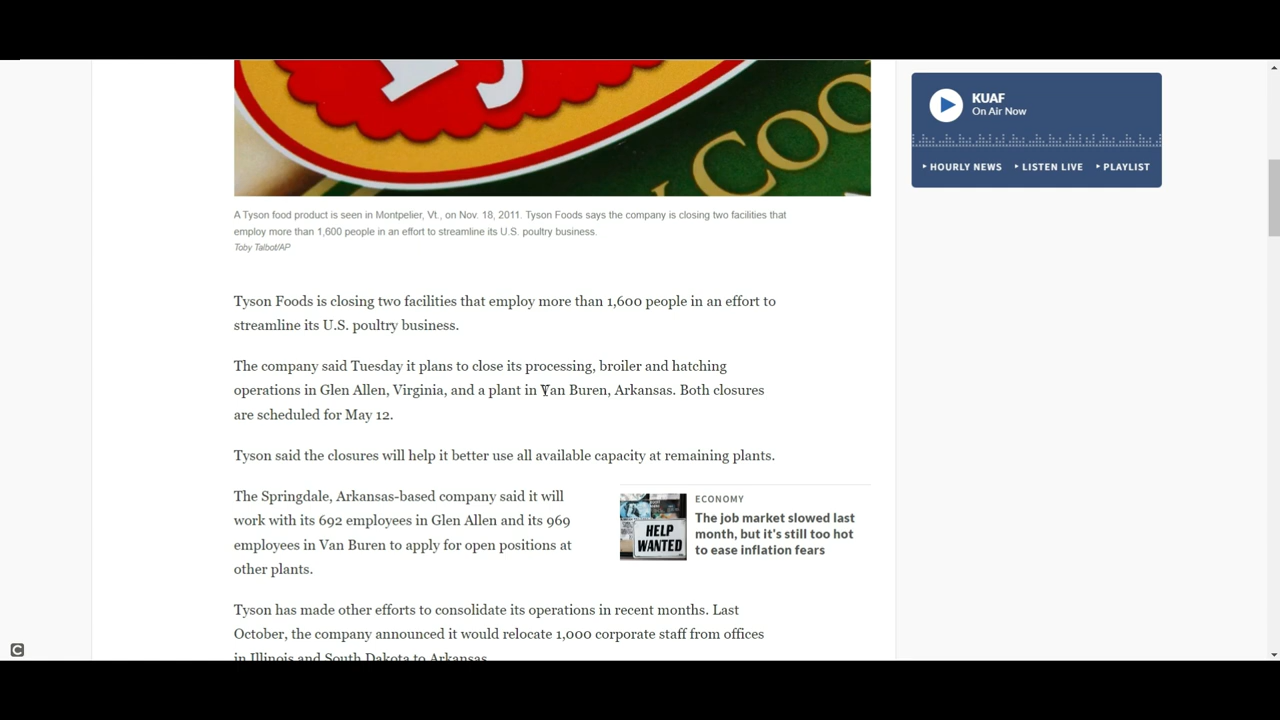 Ty
COO
KUAF
On Air Now
HOURLY NEWS LISTEN LIVE PLAYLIST
A Tyson food product is seen in Montpelier, Vt., on Nov. 18, 2011. Tyson Foods says the company is closing two facilities that
employ more than 1,600 people in an effort to streamline its U.S. poultry business.
Toby Talbot/AP
Tyson Foods is closing two facilities that employ more than 1,600 people in an effort to
streamline its U.S. poultry business.
The company said Tuesday it plans to close its processing, broiler and hatching
operations in Glen Allen, Virginia, and a plant in Van Buren, Arkansas. Both closures
are scheduled for May 12.
Tyson said the closures will help it better use all available capacity at remaining plants.
The Springdale, Arkansas-based company said it will
work with its 692 employees in Glen Allen and its 969
employees in Van Buren to apply for open positions at
other plants.
ECONOMY
The job market slowed last
month, but it's still too hot
to ease inflation fears
HELP
WANTED
Tyson has made other efforts to consolidate its operations in recent months. Last
October, the company announced it would relocate 1,000 corporate staff from offices
in Illinois and South Dakota to Arkansas.